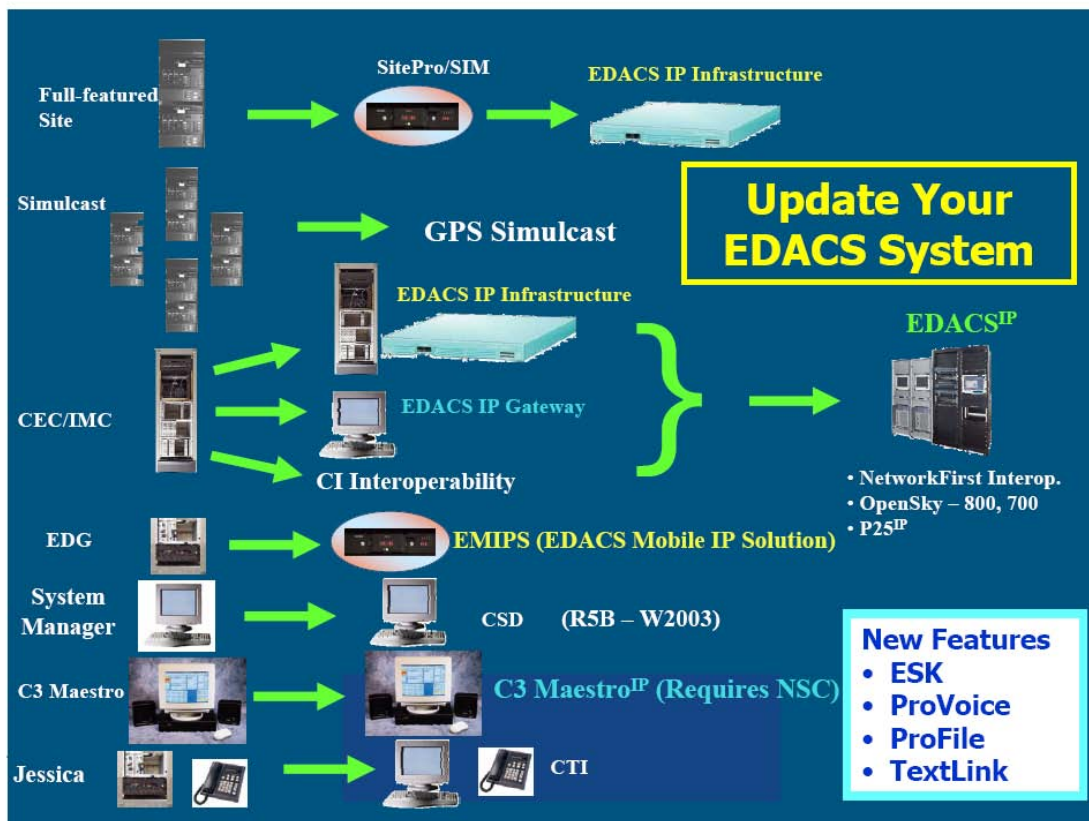 Full-featured
Site
SitePro/SIM
EDACS IP Infrastructure
Update Your
EDACS System
Simulcast
GPS Simulcast
EDACS IP Infrastructure
CEC/IMC
EDACS IP Gateway
CI Interoperability
}
EDACSᴵᴾ
• NetworkFirst Interop.
• OpenSky – 800, 700
• P25ᴵᴾ
EDG
EMIPS (EDACS Mobile IP Solution)
System
Manager
CSD (R5B – W2003)
C3 Maestro
C3 Maestroᴵᴾ (Requires NSC)
Jessica
CTI
New Features
• ESK
• ProVoice
• ProFile
• TextLink